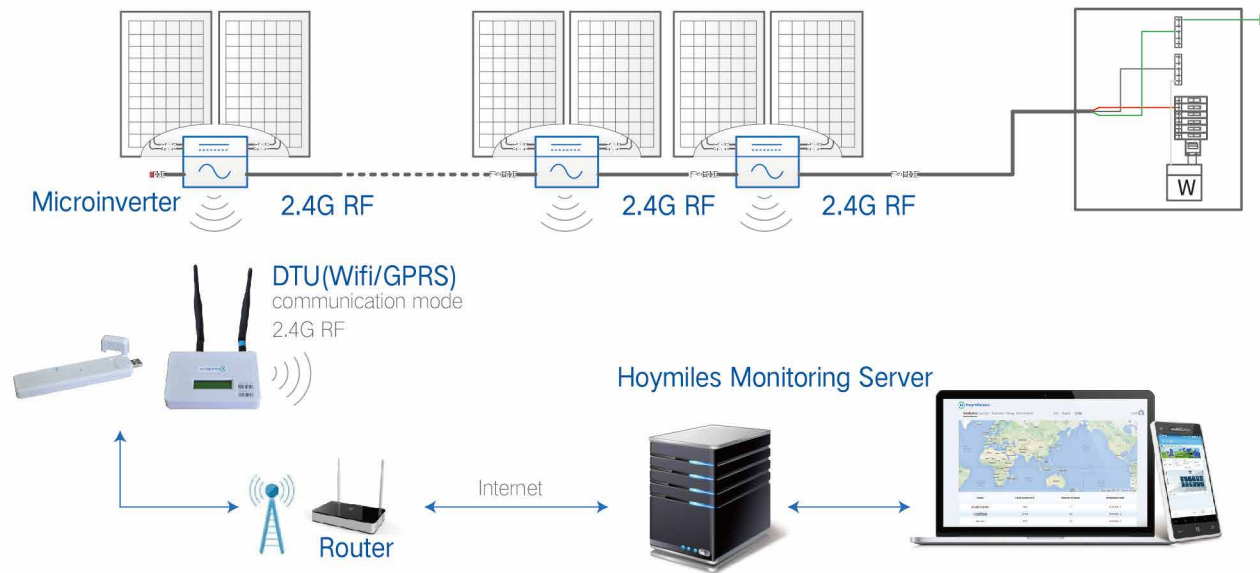 Microinverter
2.4G RF
2.4G RF
2.4G RF
W
DTU(Wifi/GPRS)
communication mode
2.4G RF
Hoymiles Monitoring Server
Internet
Router